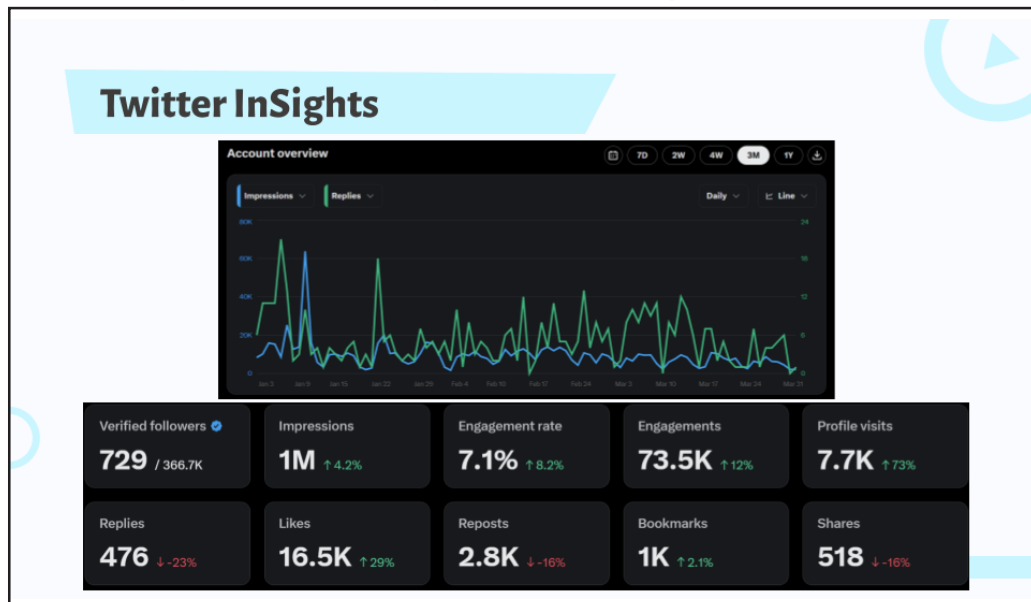 Twitter InSights
Account overview
7D 2W 4W 3M 1Y
Impressions Replies Daily Line
80K 24
60K 18
40K 12
20K 6
0 0
Jan 3 Jan 9 Jan 15 Jan 22 Jan 28 Feb 4 Feb 10 Feb 17 Feb 24 Mar 3 Mar 10 Mar 17 Mar 24 Mar 31
Verified followers Impressions Engagement rate Engagements Profile visits
729 / 366.7K 1M ↑ 4.2% 7.1% ↑ 8.2% 73.5K ↑ 12% 7.7K ↑ 73%
Replies Likes Reposts Bookmarks Shares
476 ↓ -23% 16.5K ↑ 29% 2.8K ↓ -16% 1K ↑ 2.1% 518 ↓ -16%